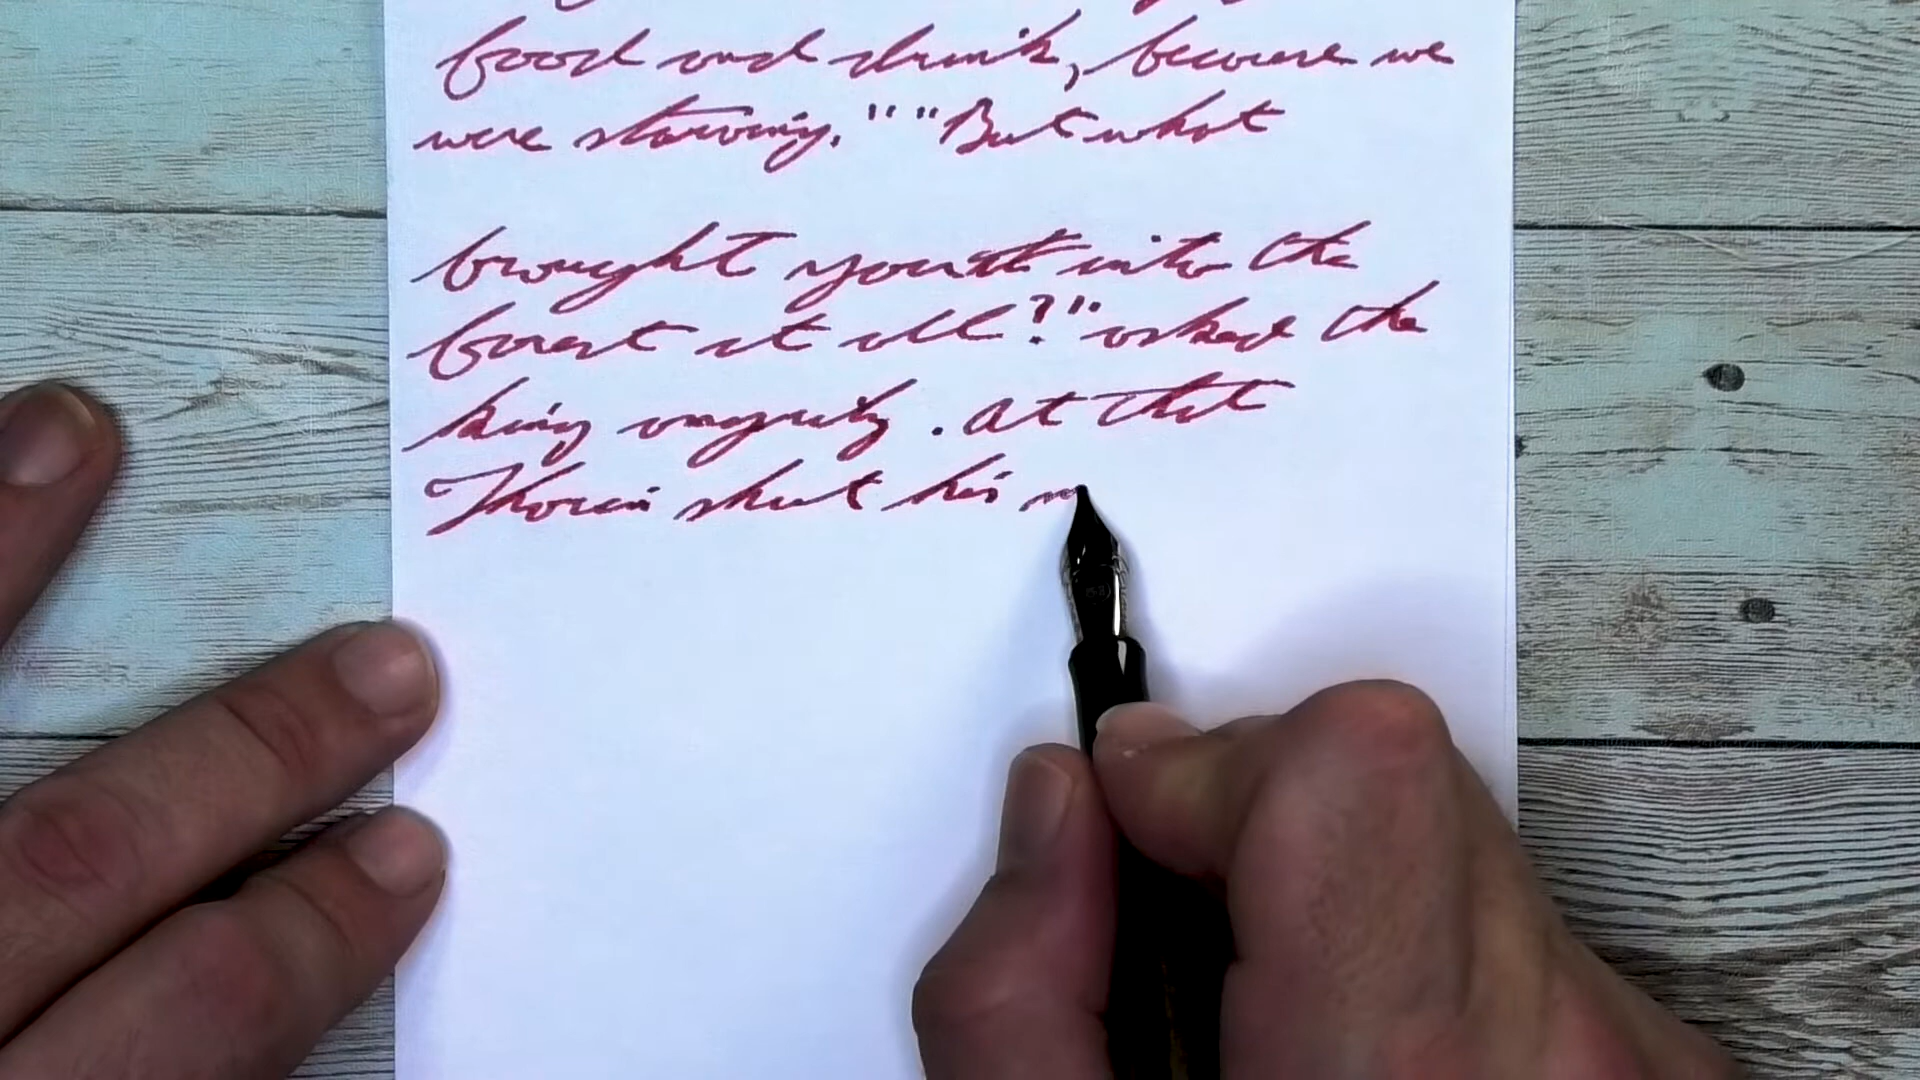 food and drink, because we
were starving." "But what
brought you into the
forest at all?" asked the
king angrily. At that
Thorin shut his m